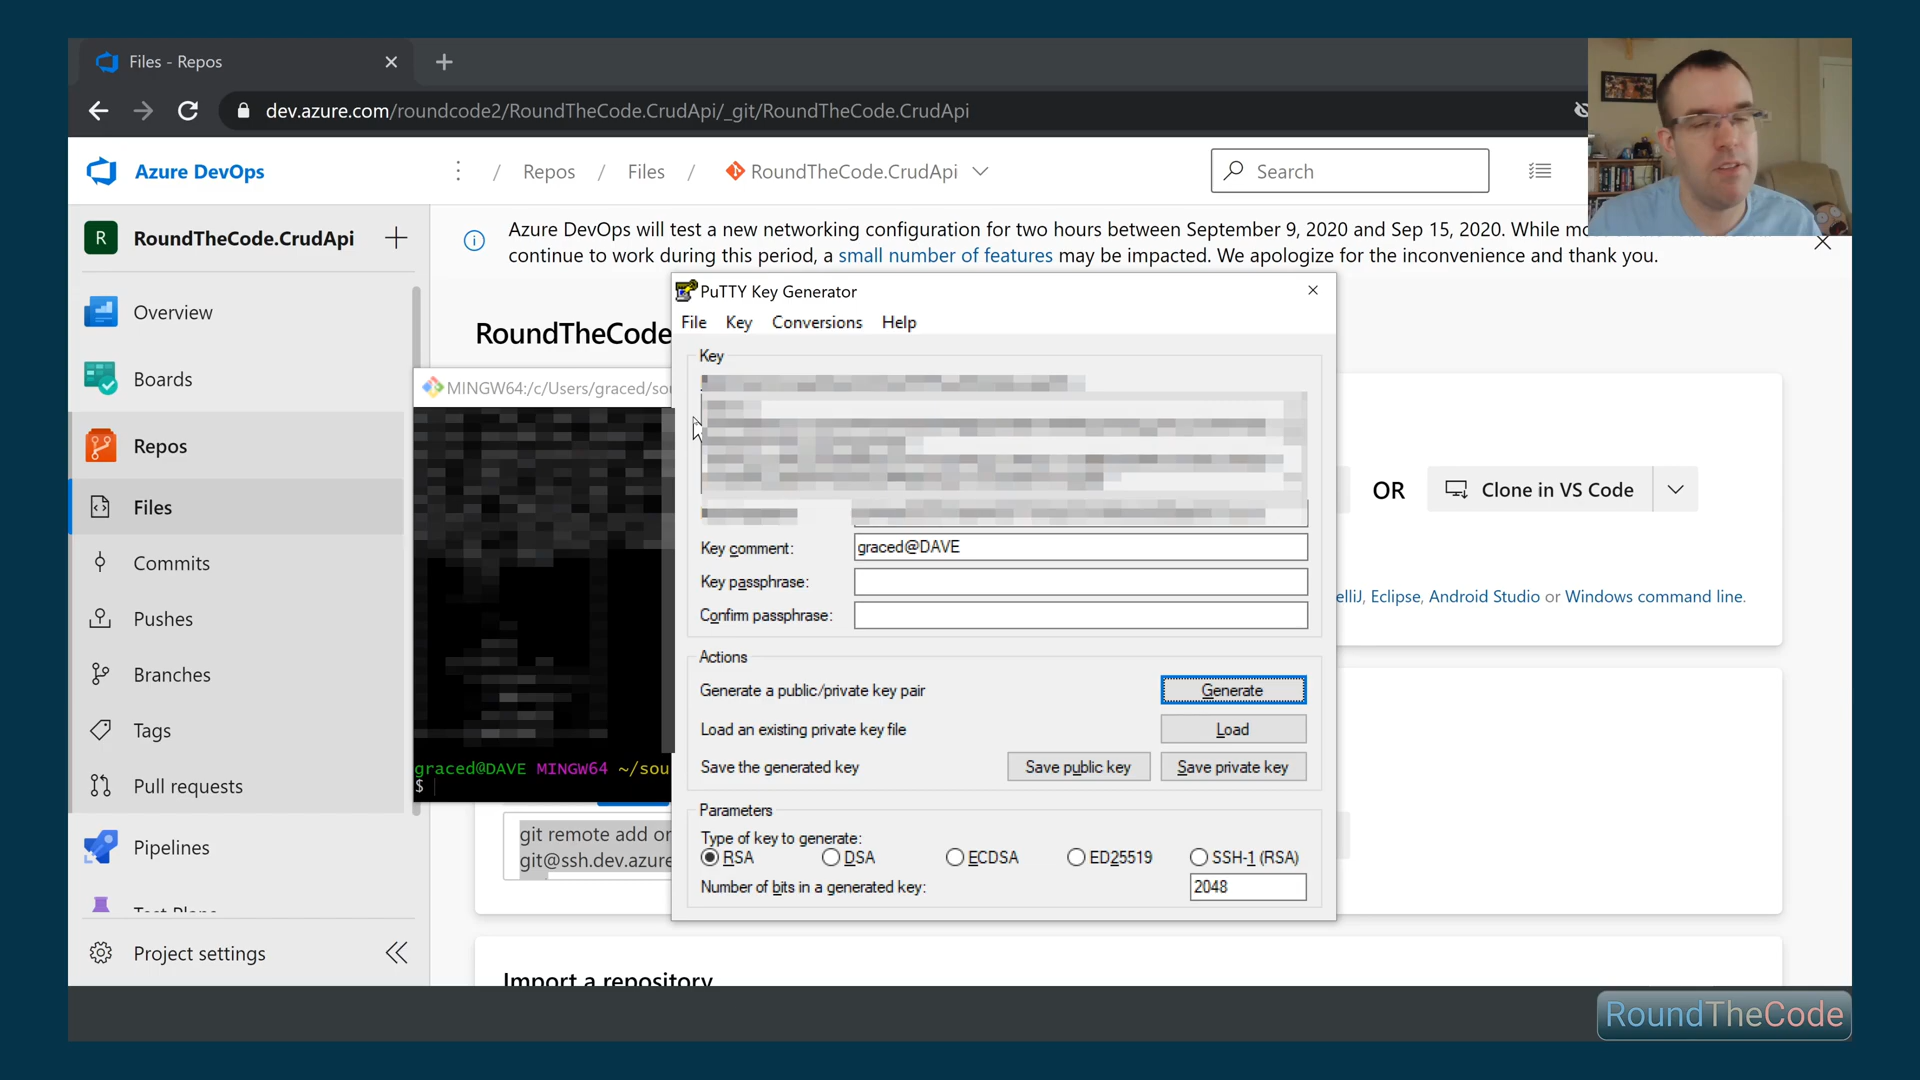 Files - Repos
dev.azure.com/roundcode2/RoundTheCode.CrudApi/_git/RoundTheCode.CrudApi
Azure DevOps
/ Repos / Files / RoundTheCode.CrudApi
Search
R RoundTheCode.CrudApi
Azure DevOps will test a new networking configuration for two hours between September 9, 2020 and Sep 15, 2020. While mo
continue to work during this period, a small number of features may be impacted. We apologize for the inconvenience and thank you.
Overview
Boards
Repos
Files
Commits
Pushes
Branches
Tags
Pull requests
Pipelines
Test Plans
Project settings
RoundTheCode
MINGW64:/c/Users/graced/sou
graced@DAVE MINGW64 ~/sou
$
git remote add or
git@ssh.dev.azure
PuTTY Key Generator
File Key Conversions Help
Key
Key comment: graced@DAVE
Key passphrase:
Confirm passphrase:
Actions
Generate a public/private key pair Generate
Load an existing private key file Load
Save the generated key Save public key Save private key
Parameters
Type of key to generate:
RSA DSA ECDSA ED25519 SSH-1 (RSA)
Number of bits in a generated key: 2048
OR Clone in VS Code
elliJ, Eclipse, Android Studio or Windows command line.
Import a repository
RoundTheCode